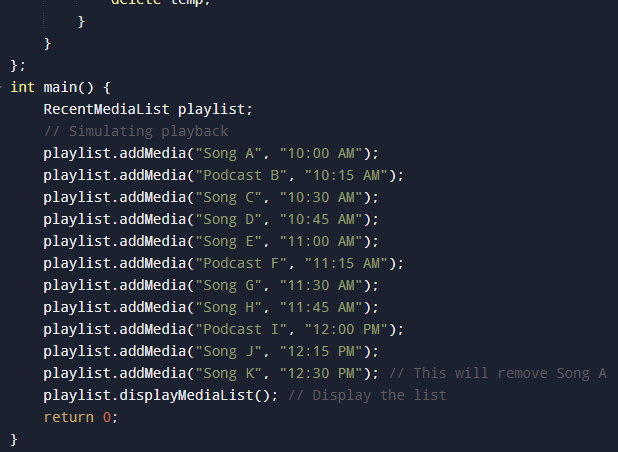 delete temp;
        }
    }
};
int main() {
    RecentMediaList playlist;
    // Simulating playback
    playlist.addMedia("Song A", "10:00 AM");
    playlist.addMedia("Podcast B", "10:15 AM");
    playlist.addMedia("Song C", "10:30 AM");
    playlist.addMedia("Song D", "10:45 AM");
    playlist.addMedia("Song E", "11:00 AM");
    playlist.addMedia("Podcast F", "11:15 AM");
    playlist.addMedia("Song G", "11:30 AM");
    playlist.addMedia("Song H", "11:45 AM");
    playlist.addMedia("Podcast I", "12:00 PM");
    playlist.addMedia("Song J", "12:15 PM");
    playlist.addMedia("Song K", "12:30 PM"); // This will remove Song A
    playlist.displayMediaList(); // Display the list
    return 0;
}